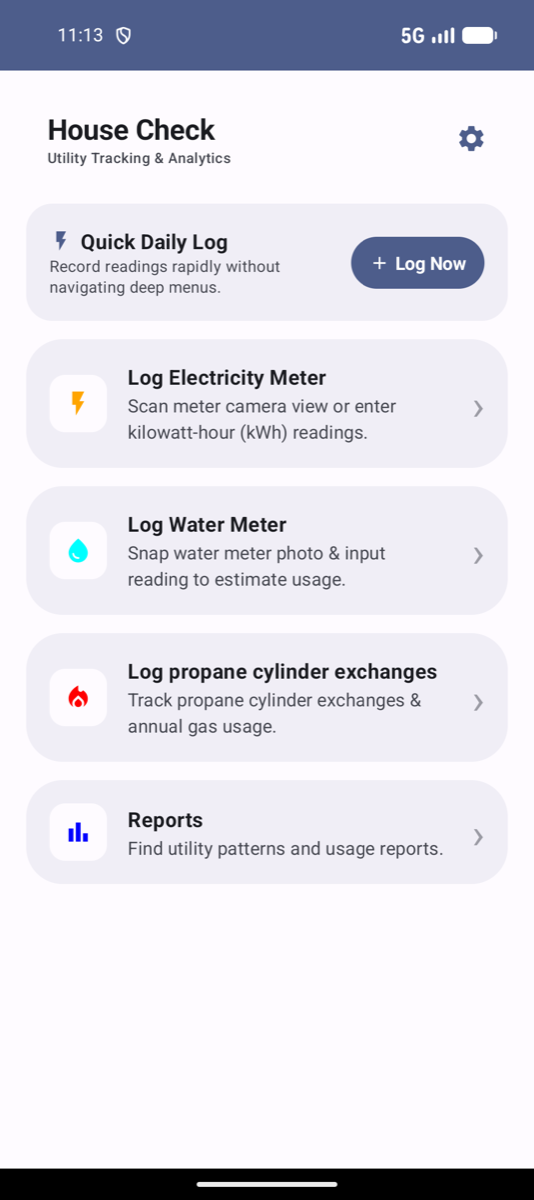 11:13
5G
House Check
Utility Tracking & Analytics
Quick Daily Log
Record readings rapidly without
navigating deep menus.
+ Log Now
Log Electricity Meter
Scan meter camera view or enter
kilowatt-hour (kWh) readings.
Log Water Meter
Snap water meter photo & input
reading to estimate usage.
Log propane cylinder exchanges
Track propane cylinder exchanges &
annual gas usage.
Reports
Find utility patterns and usage reports.